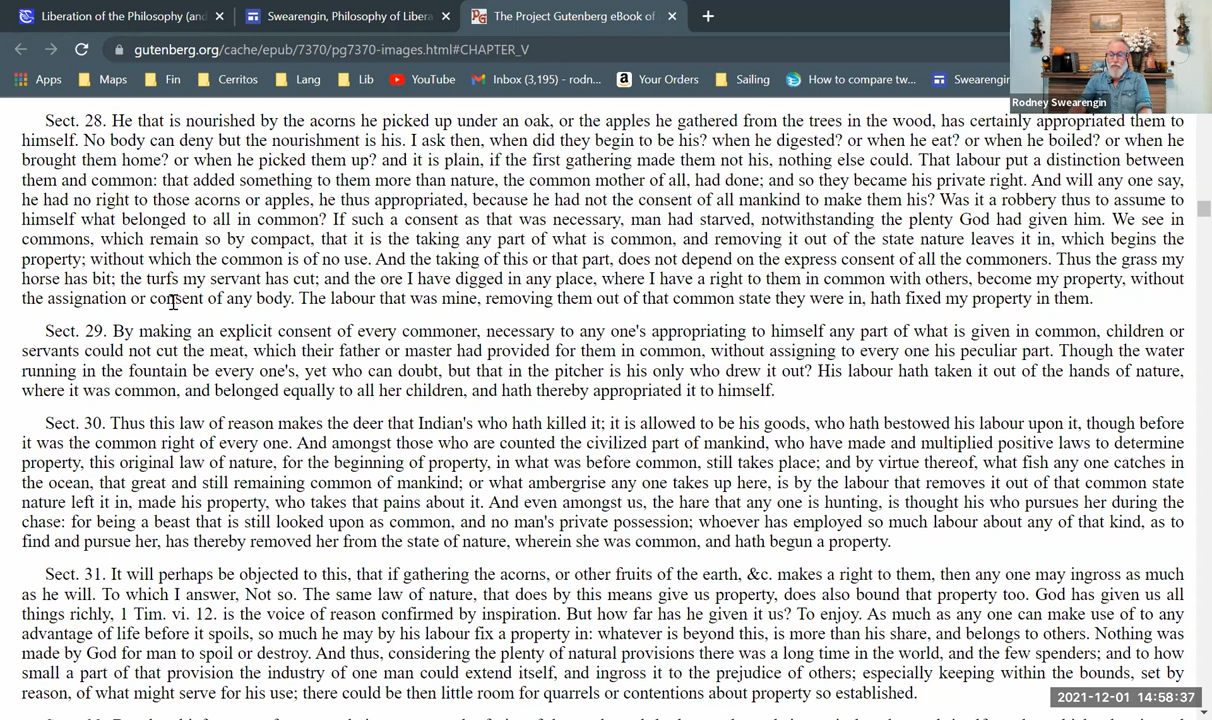 Liberation of the Philosophy (and
Swearengin, Philosophy of Libera
The Project Gutenberg eBook of
gutenberg.org/cache/epub/7370/pg7370-images.html#CHAPTER_V
Apps Maps Fin Cerritos Lang Lib YouTube Inbox (3,195) - rodn... Your Orders Sailing How to compare tw... Swearengin
Rodney Swearengin
Sect. 28. He that is nourished by the acorns he picked up under an oak, or the apples he gathered from the trees in the wood, has certainly appropriated them to
himself. No body can deny but the nourishment is his. I ask then, when did they begin to be his? when he digested? or when he eat? or when he boiled? or when he
brought them home? or when he picked them up? and it is plain, if the first gathering made them not his, nothing else could. That labour put a distinction between
them and common: that added something to them more than nature, the common mother of all, had done; and so they became his private right. And will any one say,
he had no right to those acorns or apples, he thus appropriated, because he had not the consent of all mankind to make them his? Was it a robbery thus to assume to
himself what belonged to all in common? If such a consent as that was necessary, man had starved, notwithstanding the plenty God had given him. We see in
commons, which remain so by compact, that it is the taking any part of what is common, and removing it out of the state nature leaves it in, which begins the
property; without which the common is of no use. And the taking of this or that part, does not depend on the express consent of all the commoners. Thus the grass my
horse has bit; the turfs my servant has cut; and the ore I have digged in any place, where I have a right to them in common with others, become my property, without
the assignation or consent of any body. The labour that was mine, removing them out of that common state they were in, hath fixed my property in them.
Sect. 29. By making an explicit consent of every commoner, necessary to any one's appropriating to himself any part of what is given in common, children or
servants could not cut the meat, which their father or master had provided for them in common, without assigning to every one his peculiar part. Though the water
running in the fountain be every one's, yet who can doubt, but that in the pitcher is his only who drew it out? His labour hath taken it out of the hands of nature,
where it was common, and belonged equally to all her children, and hath thereby appropriated it to himself.
Sect. 30. Thus this law of reason makes the deer that Indian's who hath killed it; it is allowed to be his goods, who hath bestowed his labour upon it, though before
it was the common right of every one. And amongst those who are counted the civilized part of mankind, who have made and multiplied positive laws to determine
property, this original law of nature, for the beginning of property, in what was before common, still takes place; and by virtue thereof, what fish any one catches in
the ocean, that great and still remaining common of mankind; or what ambergrise any one takes up here, is by the labour that removes it out of that common state
nature left it in, made his property, who takes that pains about it. And even amongst us, the hare that any one is hunting, is thought his who pursues her during the
chase: for being a beast that is still looked upon as common, and no man's private possession; whoever has employed so much labour about any of that kind, as to
find and pursue her, has thereby removed her from the state of nature, wherein she was common, and hath begun a property.
Sect. 31. It will perhaps be objected to this, that if gathering the acorns, or other fruits of the earth, &c. makes a right to them, then any one may ingross as much
as he will. To which I answer, Not so. The same law of nature, that does by this means give us property, does also bound that property too. God has given us all
things richly, 1 Tim. vi. 12. is the voice of reason confirmed by inspiration. But how far has he given it us? To enjoy. As much as any one can make use of to any
advantage of life before it spoils, so much he may by his labour fix a property in: whatever is beyond this, is more than his share, and belongs to others. Nothing was
made by God for man to spoil or destroy. And thus, considering the plenty of natural provisions there was a long time in the world, and the few spenders; and to how
small a part of that provision the industry of one man could extend itself, and ingross it to the prejudice of others; especially keeping within the bounds, set by
reason, of what might serve for his use; there could be then little room for quarrels or contentions about property so established.
2021-12-01 14:58:37